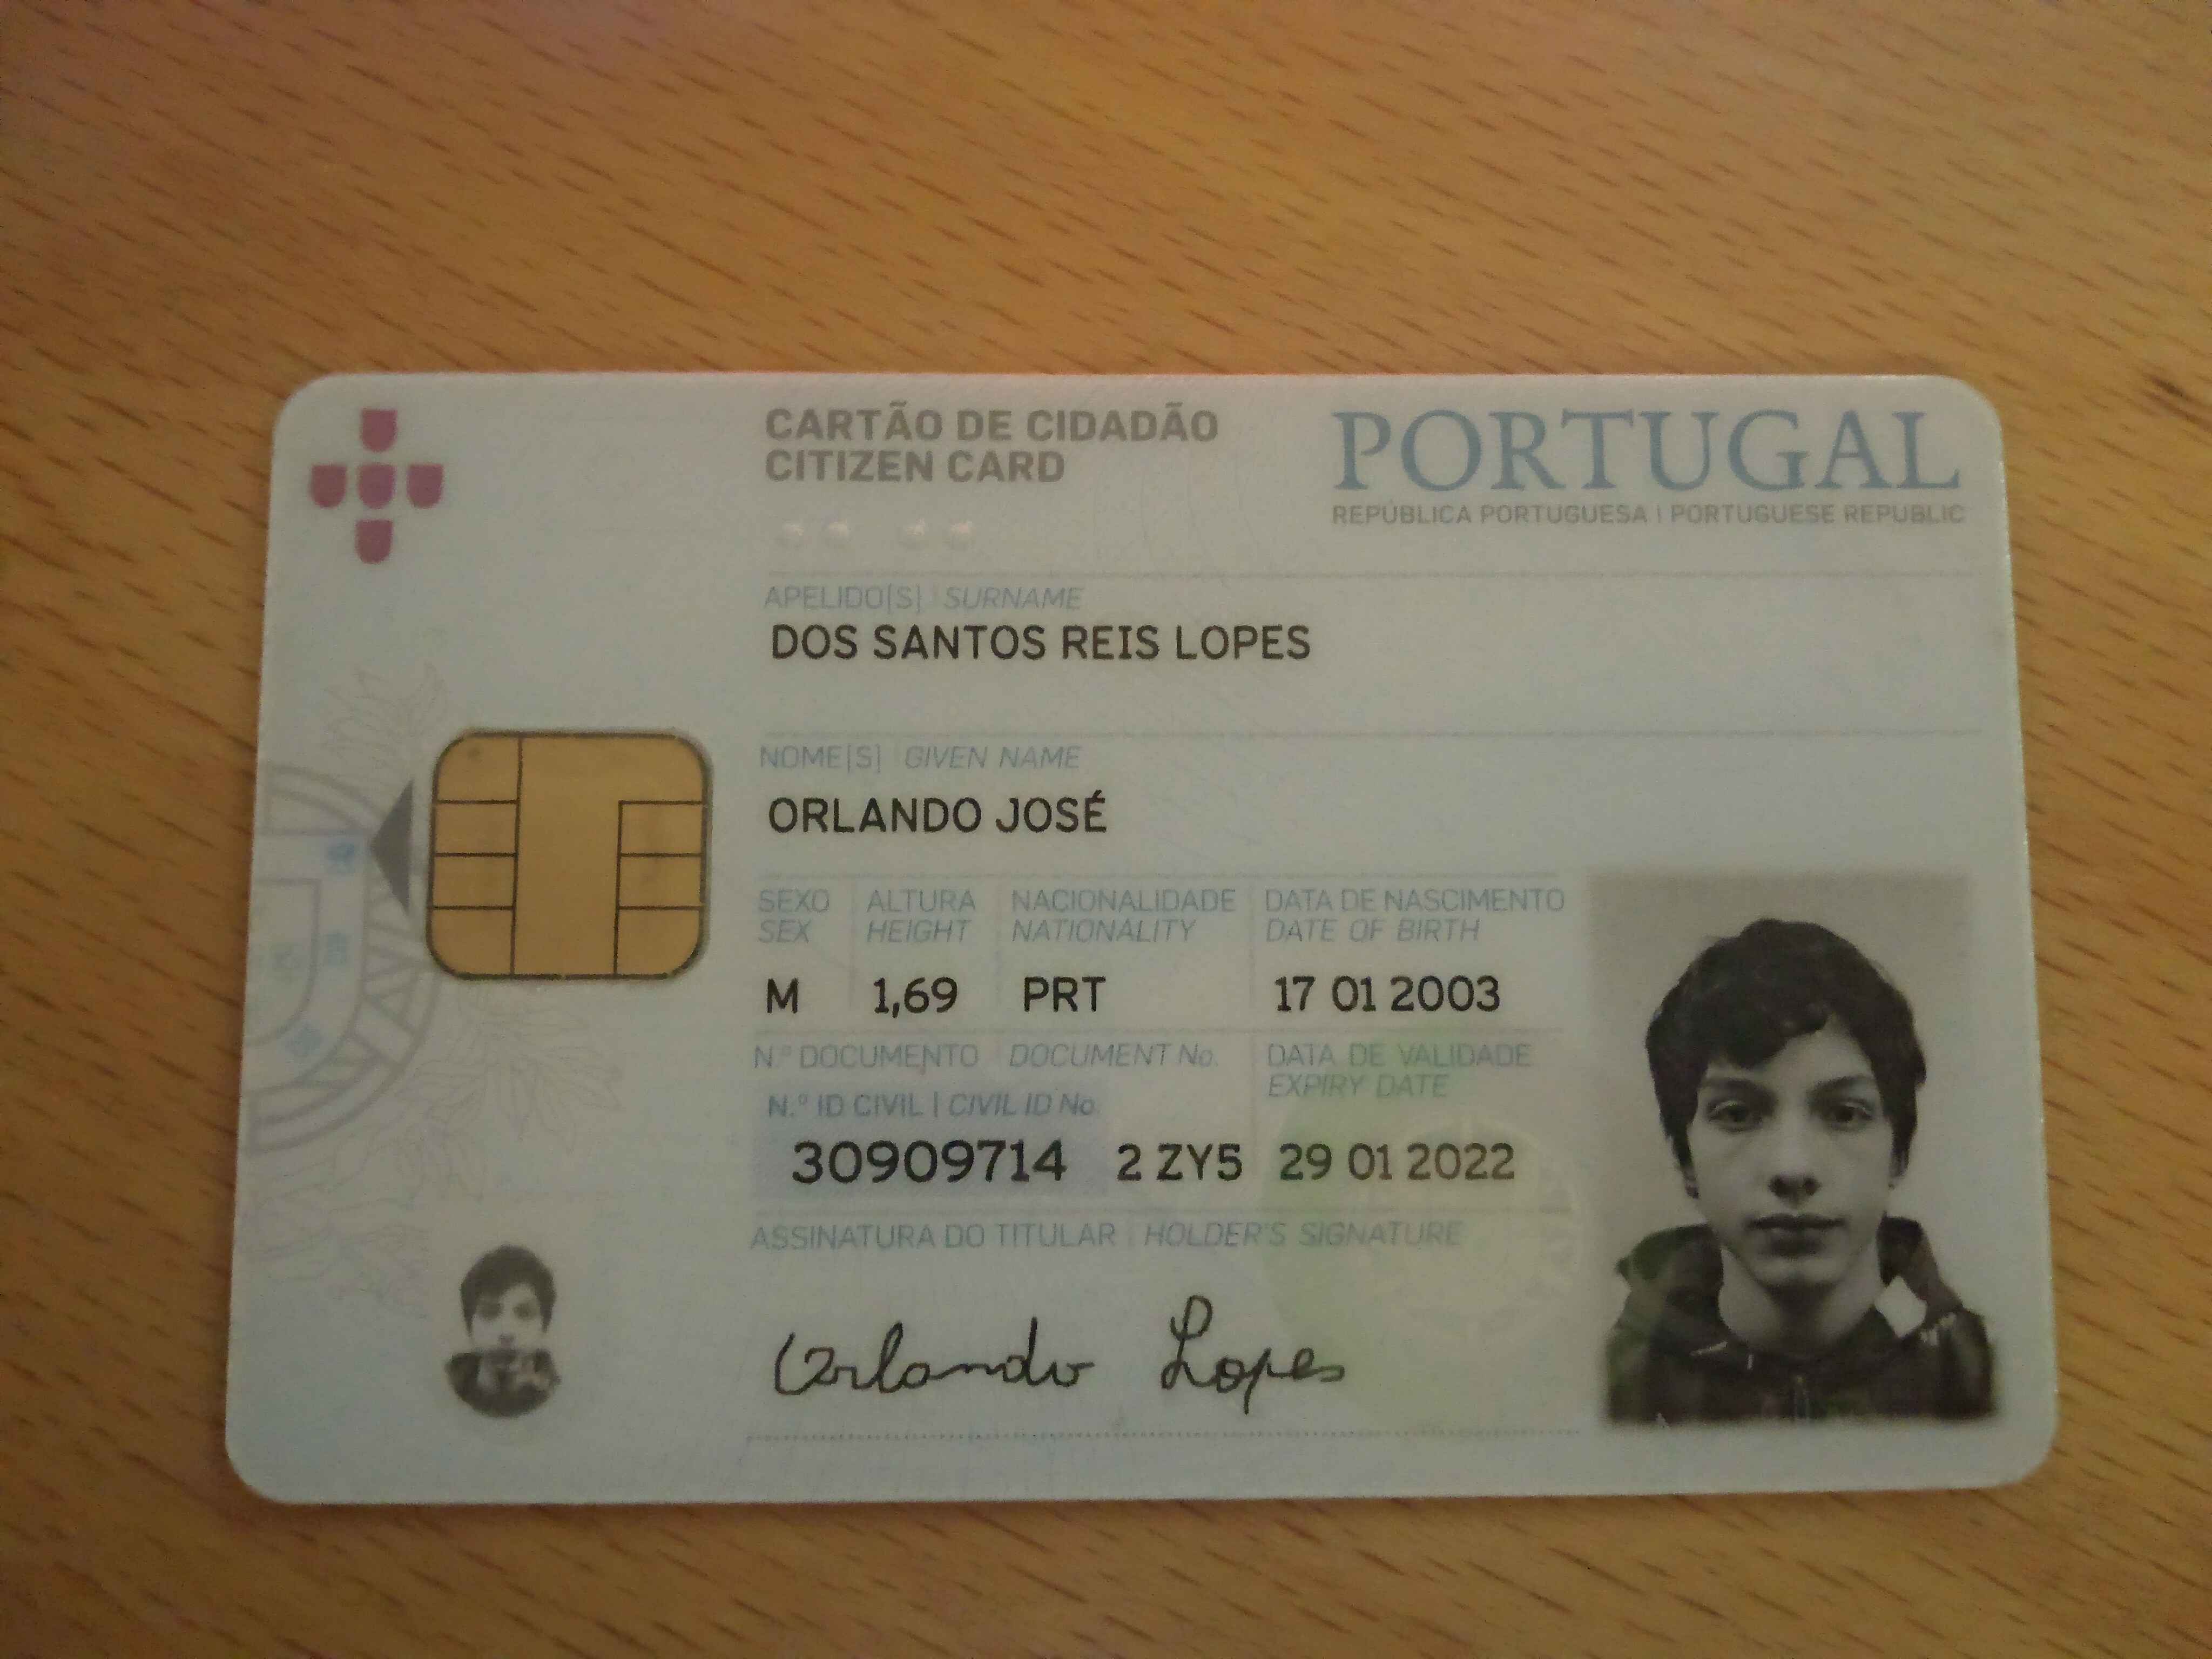 CARTÃO DE CIDADÃO
CITIZEN CARD
PORTUGAL
REPÚBLICA PORTUGUESA | PORTUGUESE REPUBLIC
APELIDO[S] | SURNAME
DOS SANTOS REIS LOPES
NOME[S] | GIVEN NAME
ORLANDO JOSÉ
SEXO ALTURA NACIONALIDADE DATA DE NASCIMENTO
SEX HEIGHT NATIONALITY DATE OF BIRTH
M 1,69 PRT 17 01 2003
N.º DOCUMENTO DOCUMENT No. DATA DE VALIDADE
EXPIRY DATE
N.º ID CIVIL | CIVIL ID No.
30909714 2 ZY5 29 01 2022
ASSINATURA DO TITULAR | HOLDER'S SIGNATURE
Orlando Lopes